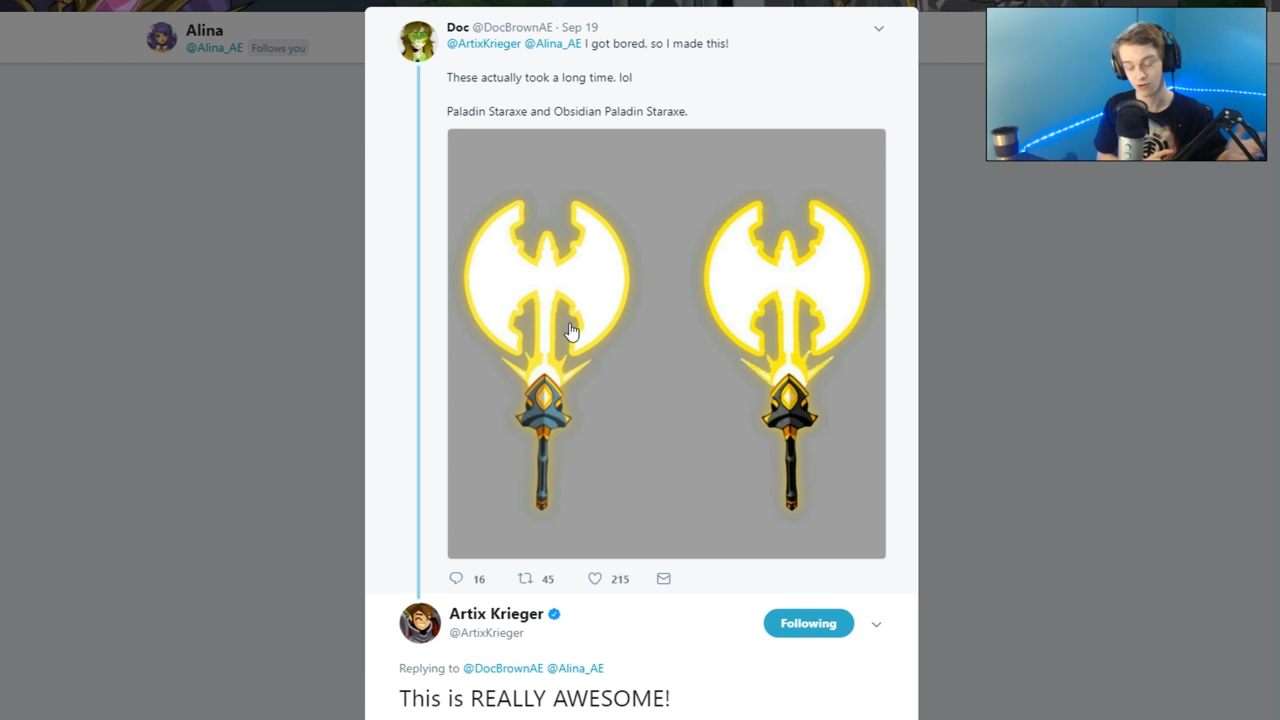 Alina
@Alina_AE Follows you
Doc @DocBrownAE · Sep 19
@ArtixKrieger @Alina_AE I got bored, so I made this!
These actually took a long time. lol
Paladin Staraxe and Obsidian Paladin Staraxe.
16 45 215
Artix Krieger
@ArtixKrieger
Following
Replying to @DocBrownAE @Alina_AE
This is REALLY AWESOME!